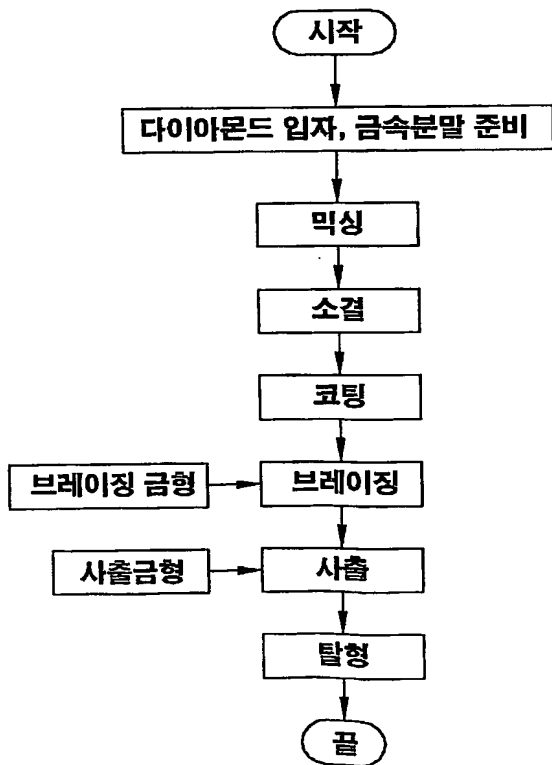 시작
다이아몬드 입자, 금속분말 준비
믹싱
소결
코팅
브레이징 금형
브레이징
사출금형
사출
탈형
끝